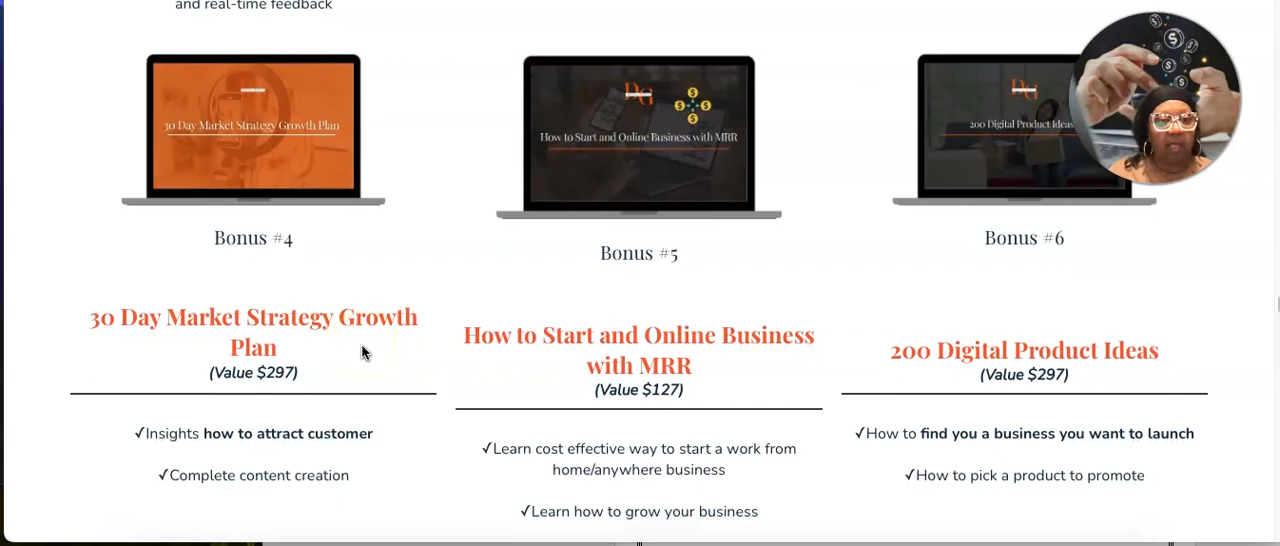 and real-time feedback
30 Day Market Strategy Growth Plan
DG
How to Start and Online Business with MRR
DG
200 Digital Product Ideas
Bonus #4
Bonus #5
Bonus #6
30 Day Market Strategy Growth
Plan
(Value $297)
How to Start and Online Business
with MRR
(Value $127)
200 Digital Product Ideas
(Value $297)
✓Insights how to attract customer
✓Complete content creation
✓Learn cost effective way to start a work from
home/anywhere business
✓Learn how to grow your business
✓How to find you a business you want to launch
✓How to pick a product to promote